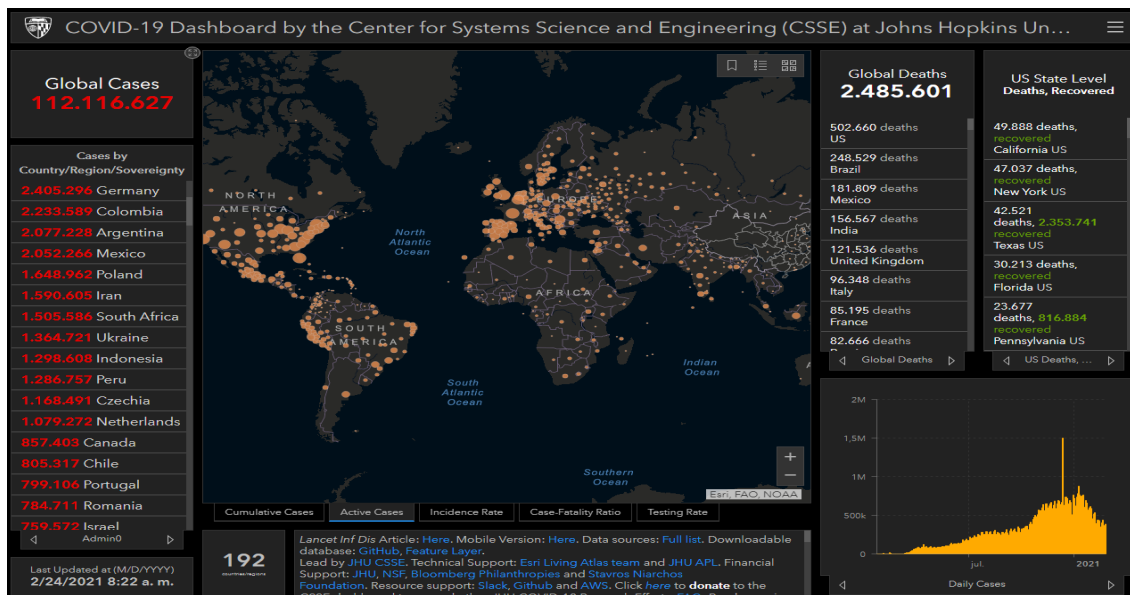 COVID-19 Dashboard by the Center for Systems Science and Engineering (CSSE) at Johns Hopkins Un...
Global Cases
112.116.627
Cases by
Country/Region/Sovereignty
2.405.296 Germany
2.233.589 Colombia
2.077.228 Argentina
2.052.266 Mexico
1.648.962 Poland
1.590.605 Iran
1.505.586 South Africa
1.364.721 Ukraine
1.298.608 Indonesia
1.286.757 Peru
1.168.491 Czechia
1.079.272 Netherlands
857.403 Canada
805.317 Chile
799.106 Portugal
784.711 Romania
759.572 Israel
Admin0
Last Updated at (M/D/YYYY)
2/24/2021 8:22 a. m.
NORTH
AMERICA
North
Atlantic
Ocean
EUROPE
ASIA
AFRICA
SOUTH
AMERICA
South
Atlantic
Ocean
Indian
Ocean
Southern
Ocean
A
Esri, FAO, NOAA
Cumulative Cases
Active Cases
Incidence Rate
Case-Fatality Ratio
Testing Rate
192
countries/regions
Lancet Inf Dis Article: Here. Mobile Version: Here. Data sources: Full list. Downloadable
database: GitHub, Feature Layer.
Lead by JHU CSSE. Technical Support: Esri Living Atlas team and JHU APL. Financial
Support: JHU, NSF, Bloomberg Philanthropies and Stavros Niarchos
Foundation. Resource support: Slack, Github and AWS. Click here to donate to the
Global Deaths
2.485.601
502.660 deaths
US
248.529 deaths
Brazil
181.809 deaths
Mexico
156.567 deaths
India
121.536 deaths
United Kingdom
96.348 deaths
Italy
85.195 deaths
France
82.666 deaths
Global Deaths
US State Level
Deaths, Recovered
49.888 deaths,
recovered
California US
47.037 deaths,
recovered
New York US
42.521
deaths, 2.353.741
recovered
Texas US
30.213 deaths,
recovered
Florida US
23.677
deaths, 816.884
recovered
Pennsylvania US
US Deaths, ...
2M
1,5M
1M
500k
0
jul.
2021
Daily Cases